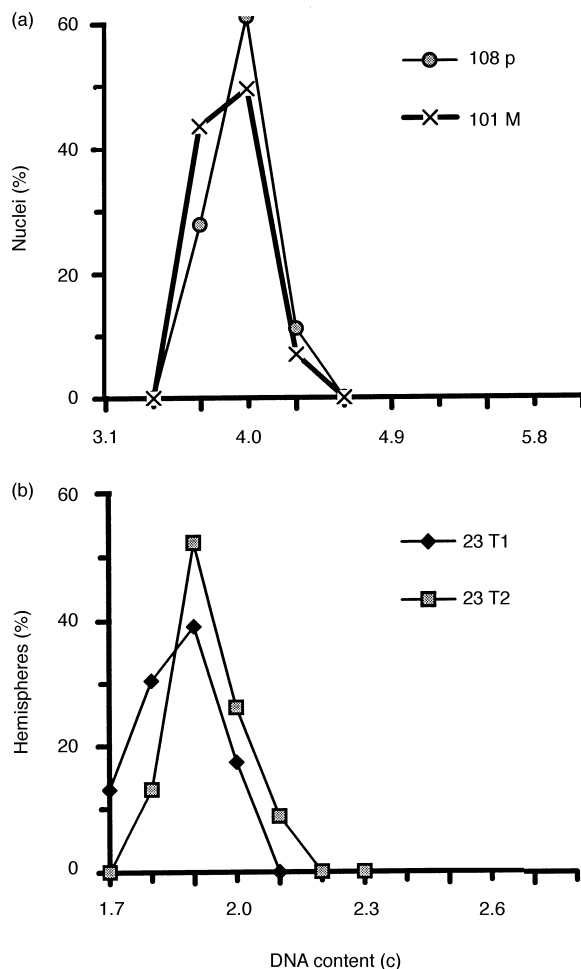 (a)
60
40
20
0
Nuclei (%)
108 p
101 M
3.1 4.0 4.9 5.8
(b)
60
40
20
0
Hemispheres (%)
23 T1
23 T2
1.7 2.0 2.3 2.6
DNA content (c)